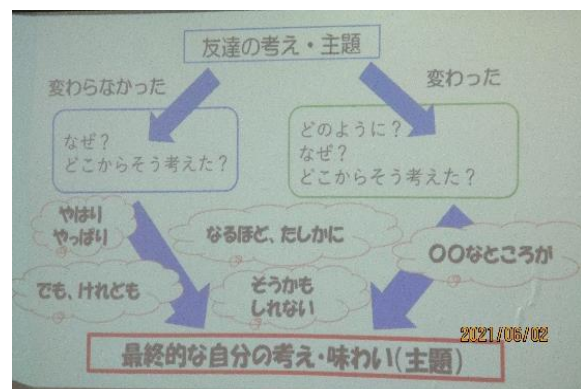 友達の考え・主題
変わらなかった
変わった
なぜ?
どこからそう考えた?
どのように?
なぜ?
どこからそう考えた?
やはり
やっぱり
なるほど、たしかに
〇〇なところが
でも、けれども
そうかも
しれない
最終的な自分の考え・味わい(主題)
2021/06/02